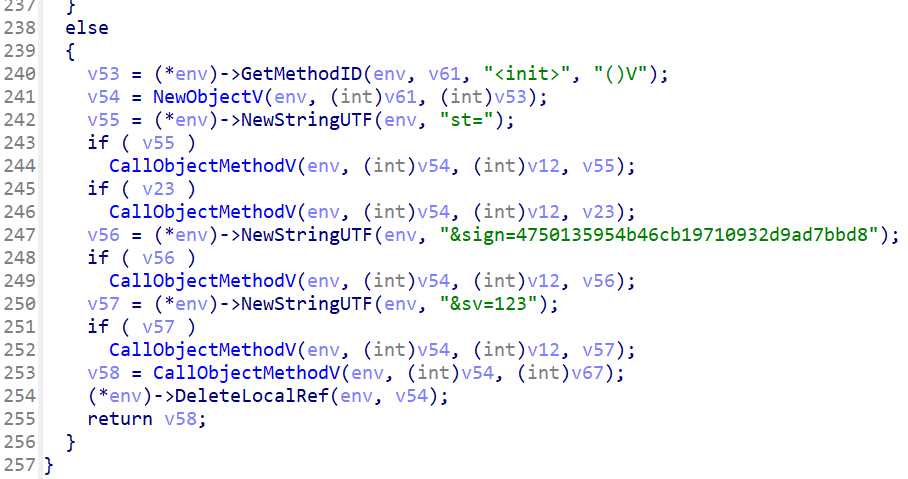 237 }
238 else
239 {
240 v53 = (*env)->GetMethodID(env, v61, "<init>", "()V");
241 v54 = NewObjectV(env, (int)v61, (int)v53);
242 v55 = (*env)->NewStringUTF(env, "st=");
243 if ( v55 )
244 CallObjectMethodV(env, (int)v54, (int)v12, v55);
245 if ( v23 )
246 CallObjectMethodV(env, (int)v54, (int)v12, v23);
247 v56 = (*env)->NewStringUTF(env, "&sign=4750135954b46cb19710932d9ad7bbd8");
248 if ( v56 )
249 CallObjectMethodV(env, (int)v54, (int)v12, v56);
250 v57 = (*env)->NewStringUTF(env, "&sv=123");
251 if ( v57 )
252 CallObjectMethodV(env, (int)v54, (int)v12, v57);
253 v58 = CallObjectMethodV(env, (int)v54, (int)v67);
254 (*env)->DeleteLocalRef(env, v54);
255 return v58;
256 }
257 }